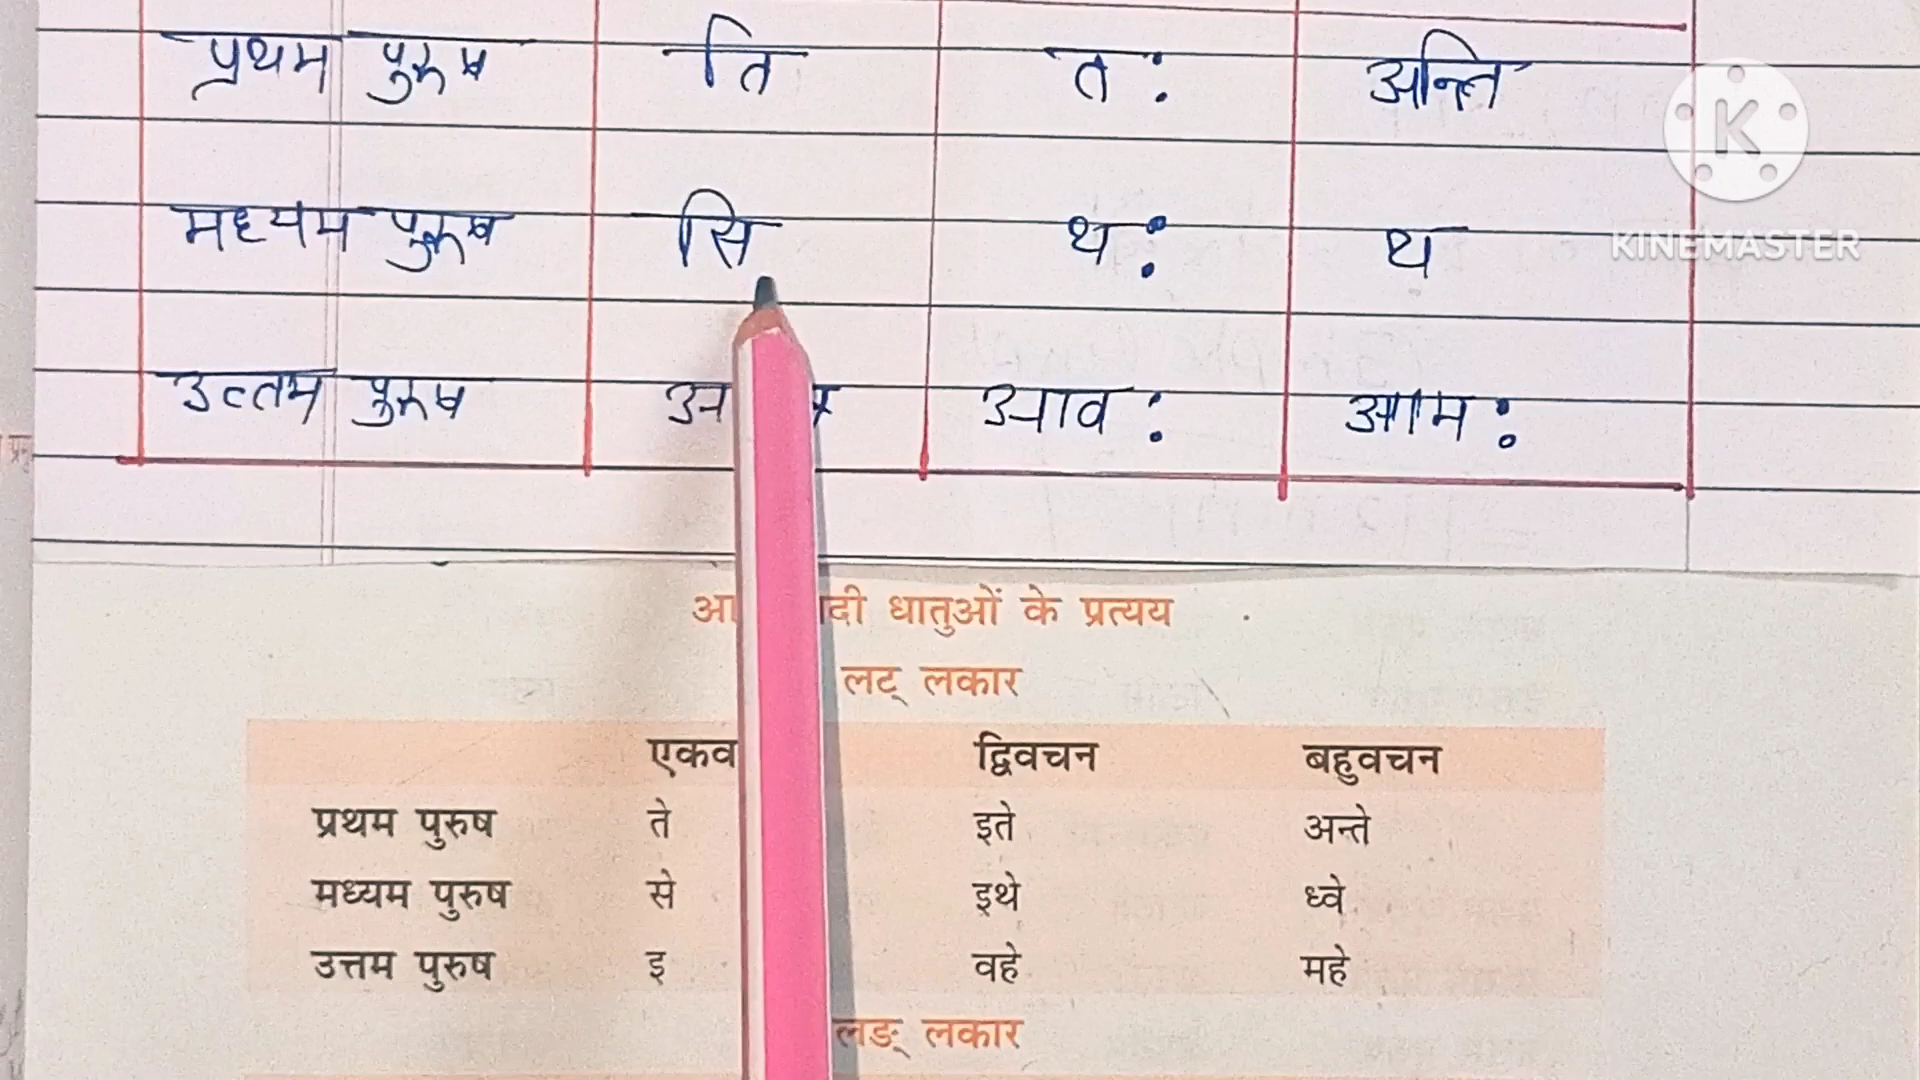 प्रथम पुरुष ति त: अन्ति
मध्यम पुरुष सि थ: थ
उत्तम पुरुष आव: आम:
धातुओं के प्रत्यय
लट् लकार
द्विवचन बहुवचन
प्रथम पुरुष ते इते अन्ते
मध्यम पुरुष से इथे ध्वे
उत्तम पुरुष इ वहे महे
लङ् लकार
K
KINEMASTER